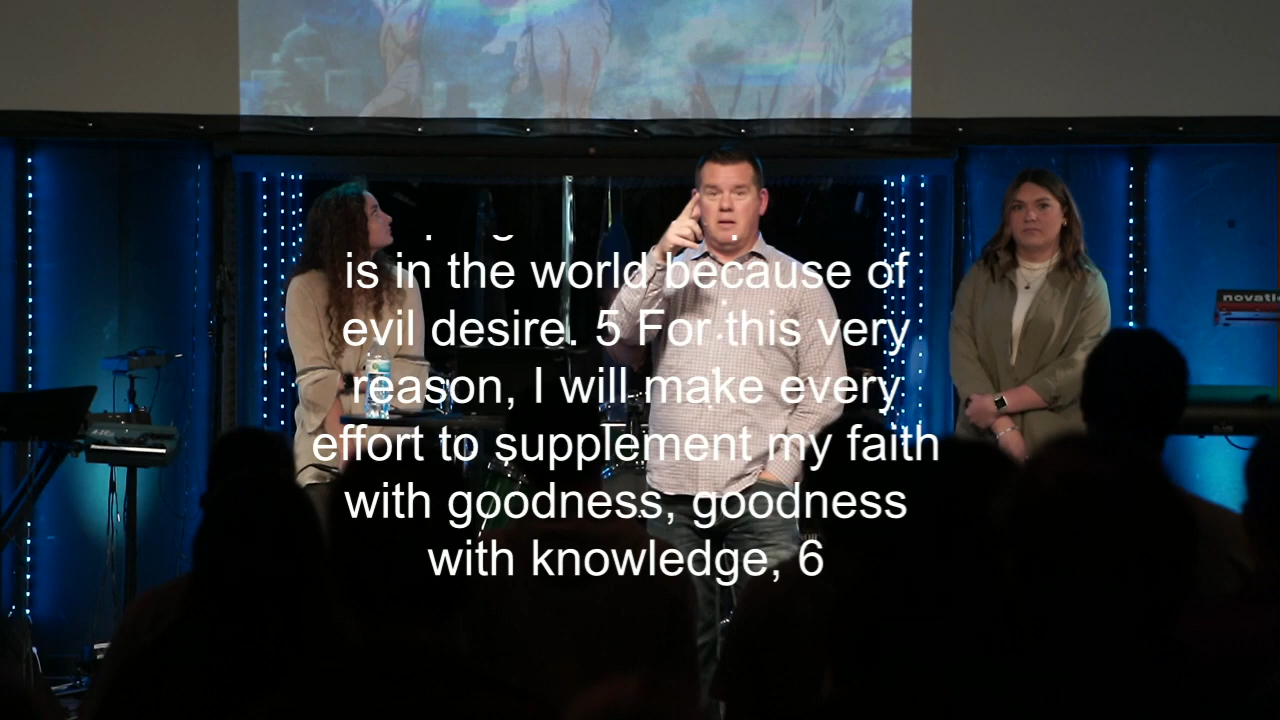 is in the world because of
evil desire. 5 For this very
reason, I will make every
effort to supplement my faith
with goodness, goodness
with knowledge, 6
novati